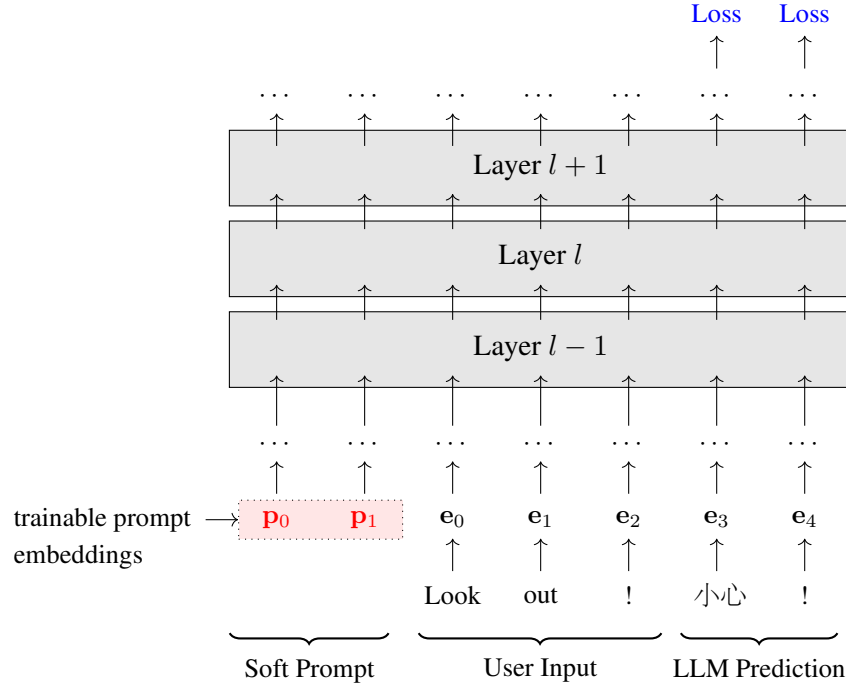 Loss Loss
... ... ... ... ... ... ...
Layer l + 1
Layer l
Layer l − 1
... ... ... ... ... ... ...
trainable prompt embeddings
p₀ p₁ e₀ e₁ e₂ e₃ e₄
Look out ! 小心 !
Soft Prompt User Input LLM Prediction